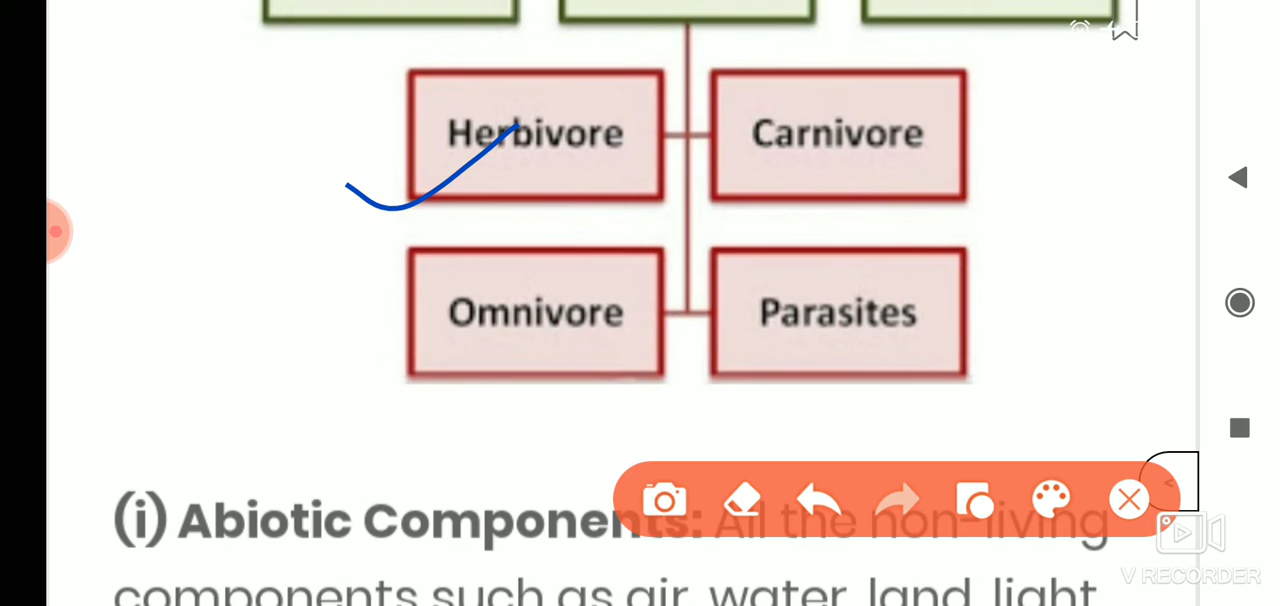 Herbivore
Carnivore
Omnivore
Parasites
(i) Abiotic Components: All the non-living
components such as air, water, land, light
V RECORDER